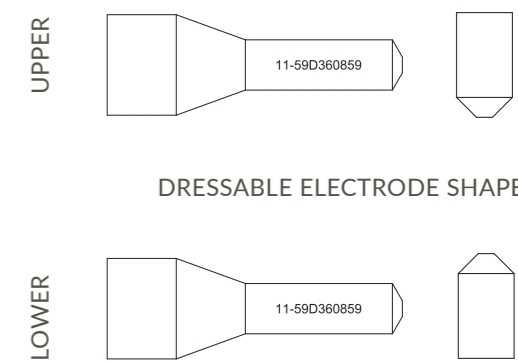 UPPER
11-59D360859
DRESSABLE ELECTRODE SHAPE
LOWER
11-59D360859